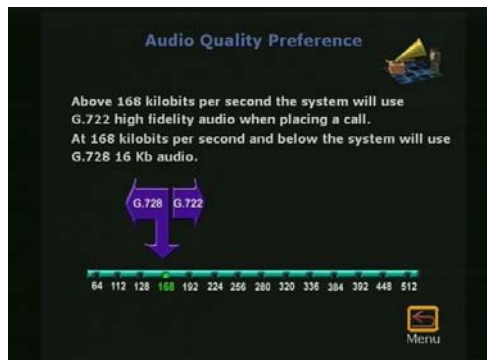 Audio Quality Preference
Above 168 kilobits per second the system will use
G.722 high fidelity audio when placing a call.
At 168 kilobits per second and below the system will use
G.728 16 Kb audio.
G.728 G.722
64 112 128 168 192 224 256 280 320 336 384 392 448 512
Menu